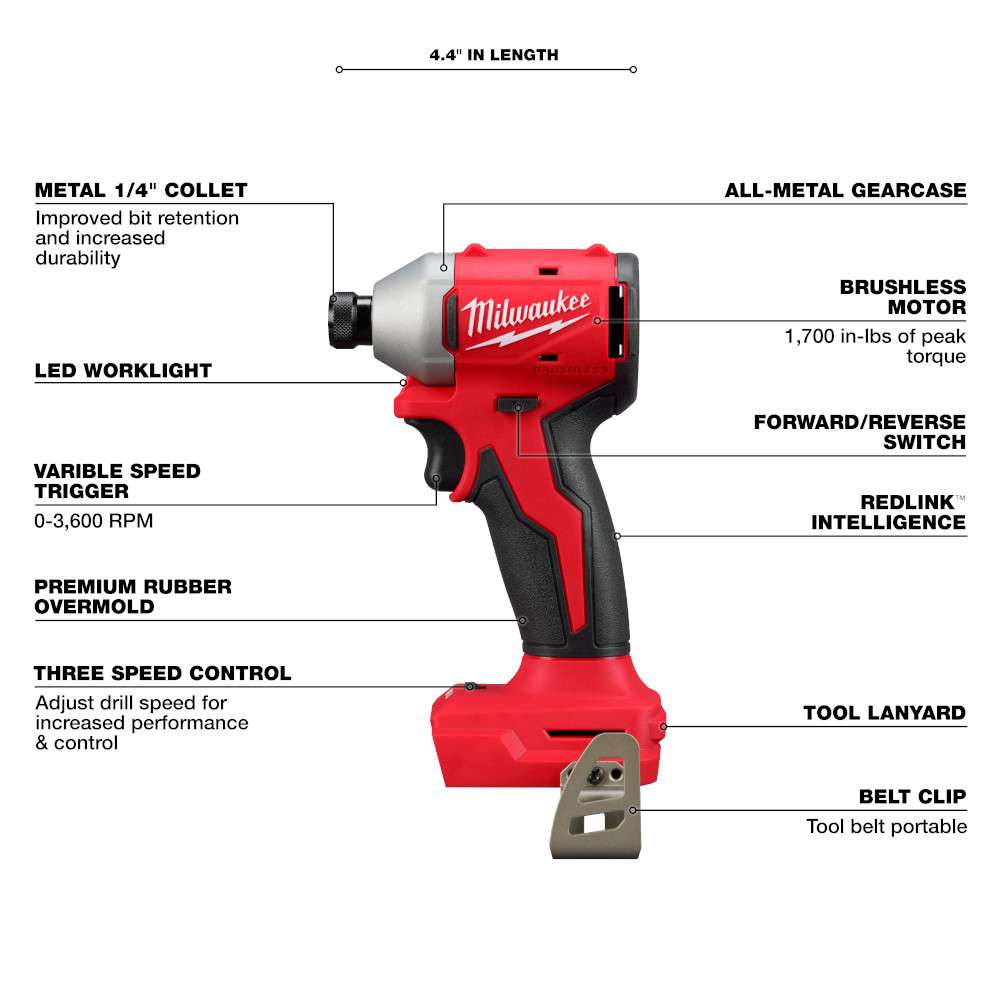 4.4" IN LENGTH
METAL 1/4" COLLET
Improved bit retention
and increased
durability
LED WORKLIGHT
VARIBLE SPEED
TRIGGER
0-3,600 RPM
PREMIUM RUBBER
OVERMOLD
THREE SPEED CONTROL
Adjust drill speed for
increased performance
& control
Milwaukee
BRUSHLESS
ALL-METAL GEARCASE
BRUSHLESS
MOTOR
1,700 in-lbs of peak
torque
FORWARD/REVERSE
SWITCH
REDLINK™
INTELLIGENCE
TOOL LANYARD
BELT CLIP
Tool belt portable